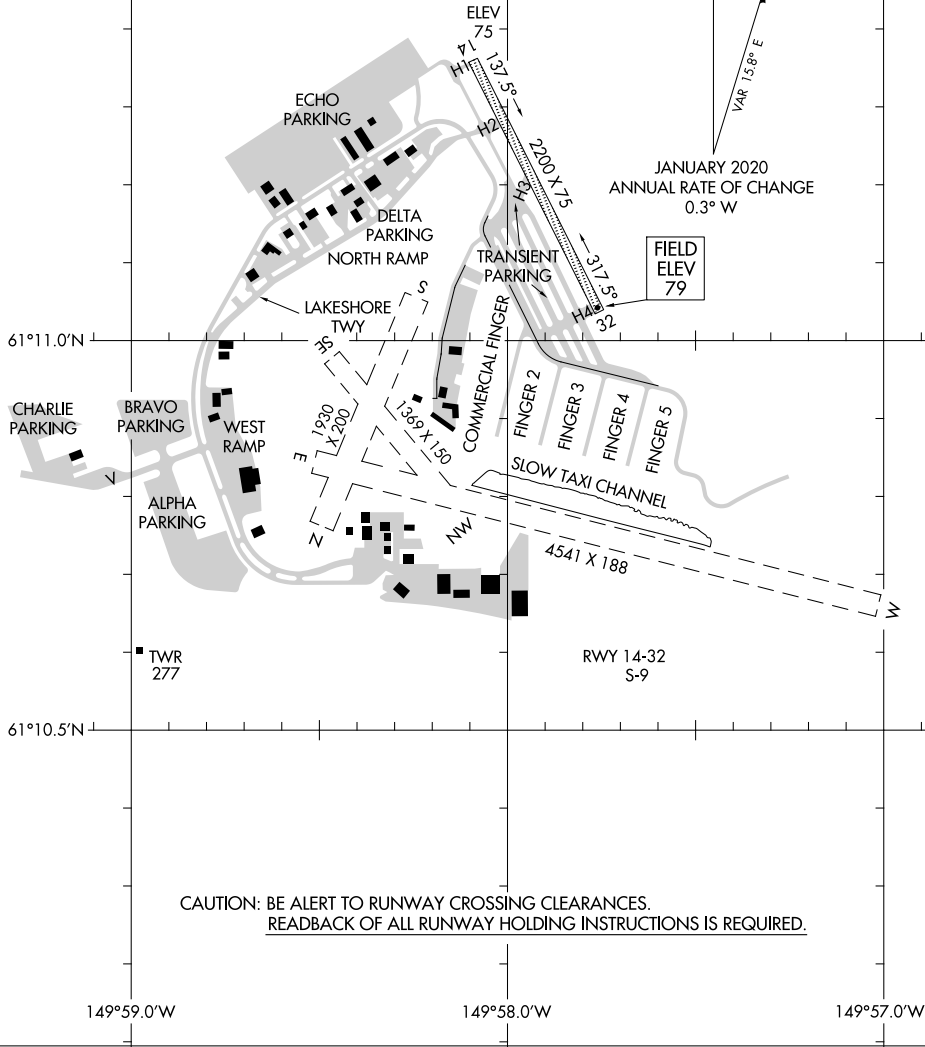 ELEV
75
14
H1
137.5°
VAR 15.8° E
ECHO
PARKING
H2
2200 X 75
JANUARY 2020
ANNUAL RATE OF CHANGE
0.3° W
H3
DELTA
PARKING
NORTH RAMP
TRANSIENT
PARKING
317.5°
FIELD
ELEV
79
S
LAKESHORE
TWY
H4
32
SE
61°11.0'N
COMMERCIAL FINGER
FINGER 2
FINGER 3
FINGER 4
FINGER 5
CHARLIE
PARKING
BRAVO
PARKING
WEST
RAMP
1930
X 200
1369 X 150
E
SLOW TAXI CHANNEL
V
ALPHA
PARKING
N
NW
4541 X 188
W
TWR
277
RWY 14-32
S-9
61°10.5'N
CAUTION: BE ALERT TO RUNWAY CROSSING CLEARANCES.
READBACK OF ALL RUNWAY HOLDING INSTRUCTIONS IS REQUIRED.
149°59.0'W
149°58.0'W
149°57.0'W